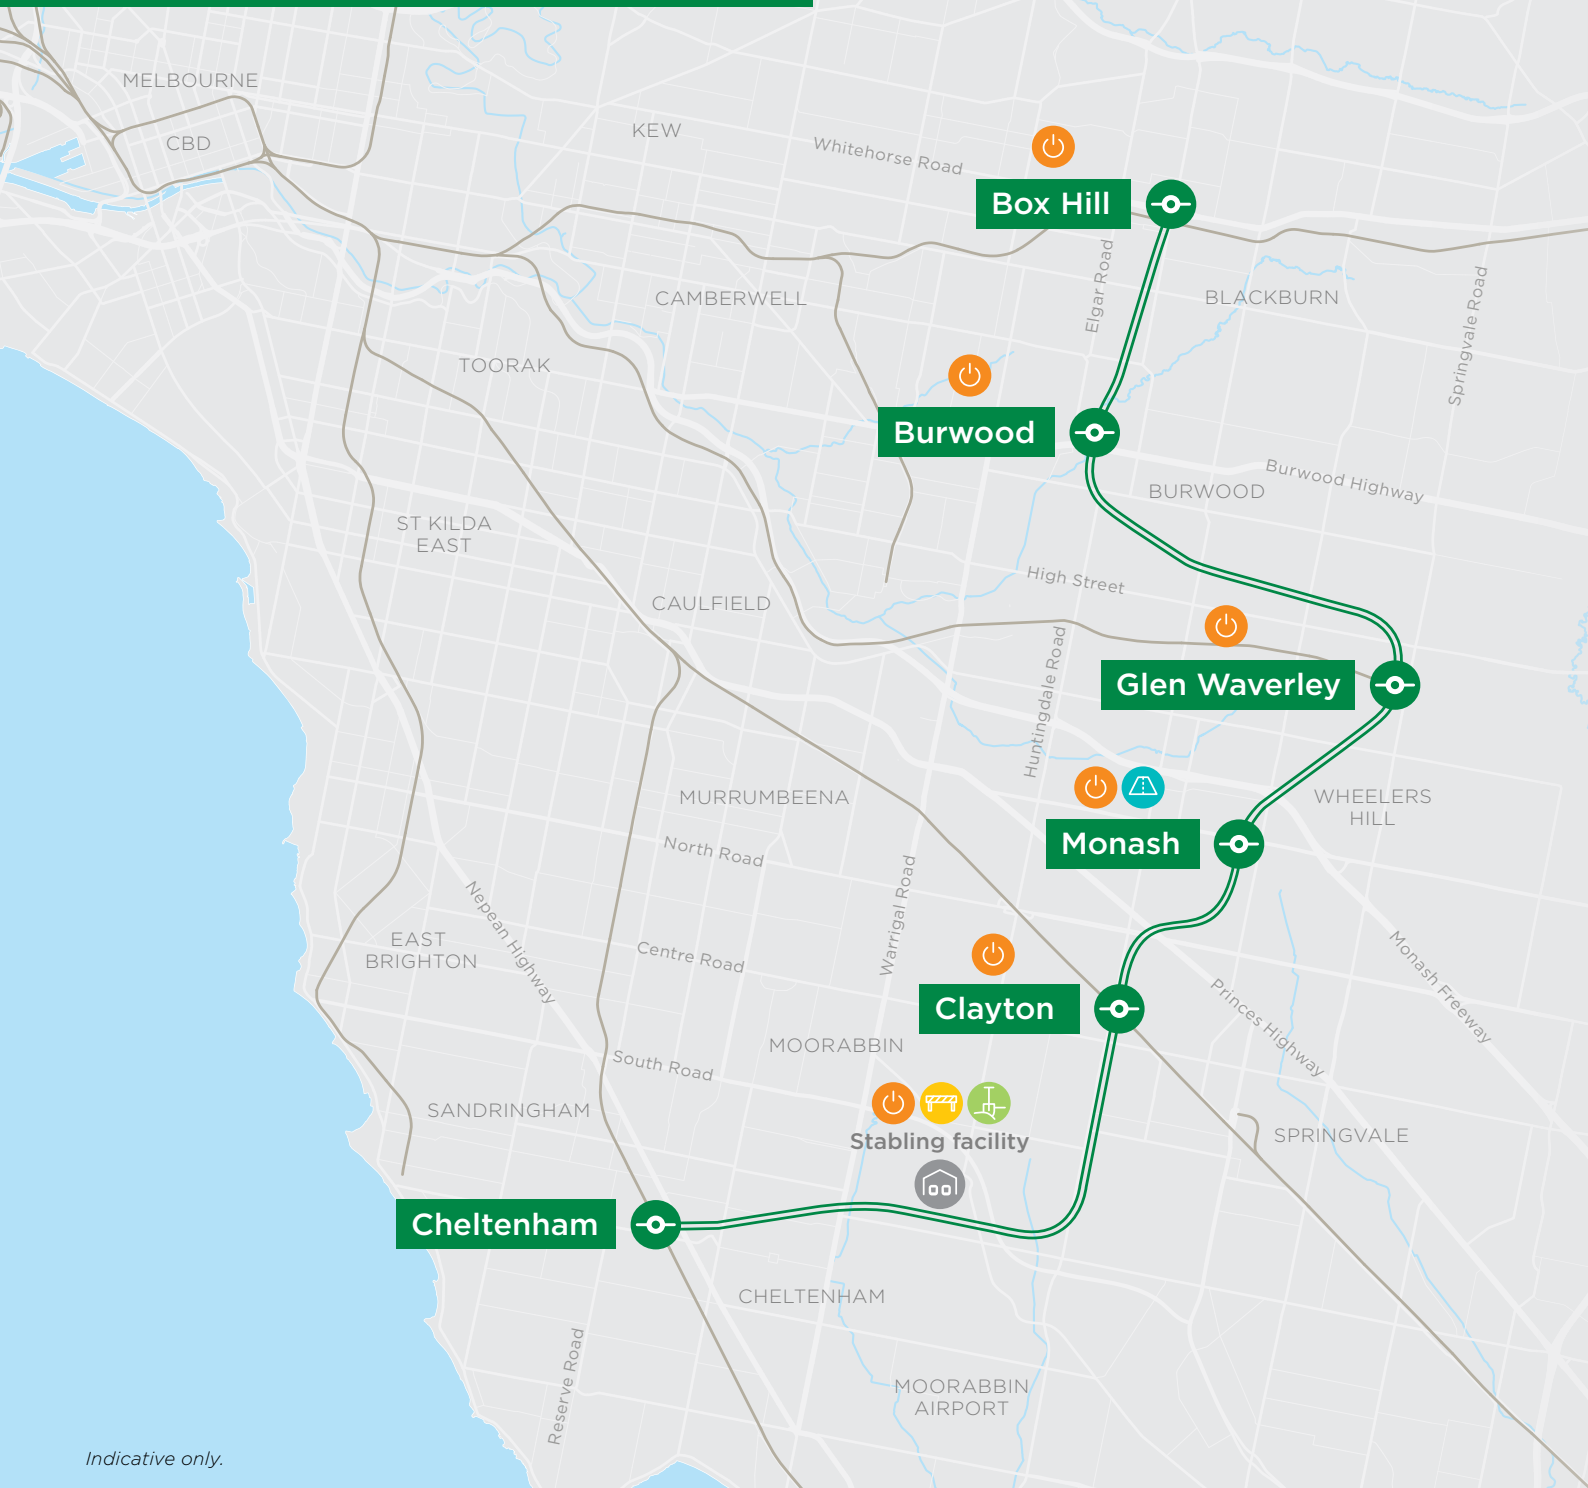 MELBOURNE
CBD
KEW
Whitehorse Road
Box Hill
Elgar Road
BLACKBURN
Springvale Road
CAMBERWELL
TOORAK
Burwood
BURWOOD
Burwood Highway
ST KILDA
EAST
High Street
CAULFIELD
Huntingdale Road
Glen Waverley
MURRUMBEENA
WHEELERS
HILL
Monash
North Road
Warrigal Road
Nepean Highway
EAST
BRIGHTON
Centre Road
Monash Freeway
Princes Highway
Clayton
MOORABBIN
South Road
SANDRINGHAM
Stabling facility
SPRINGVALE
Cheltenham
CHELTENHAM
Reserve Road
MOORABBIN
AIRPORT
Indicative only.